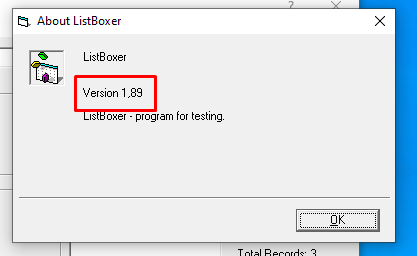 ?
About ListBoxer
ListBoxer
Version 1,89
ListBoxer - program for testing.
OK
Total Records: 3